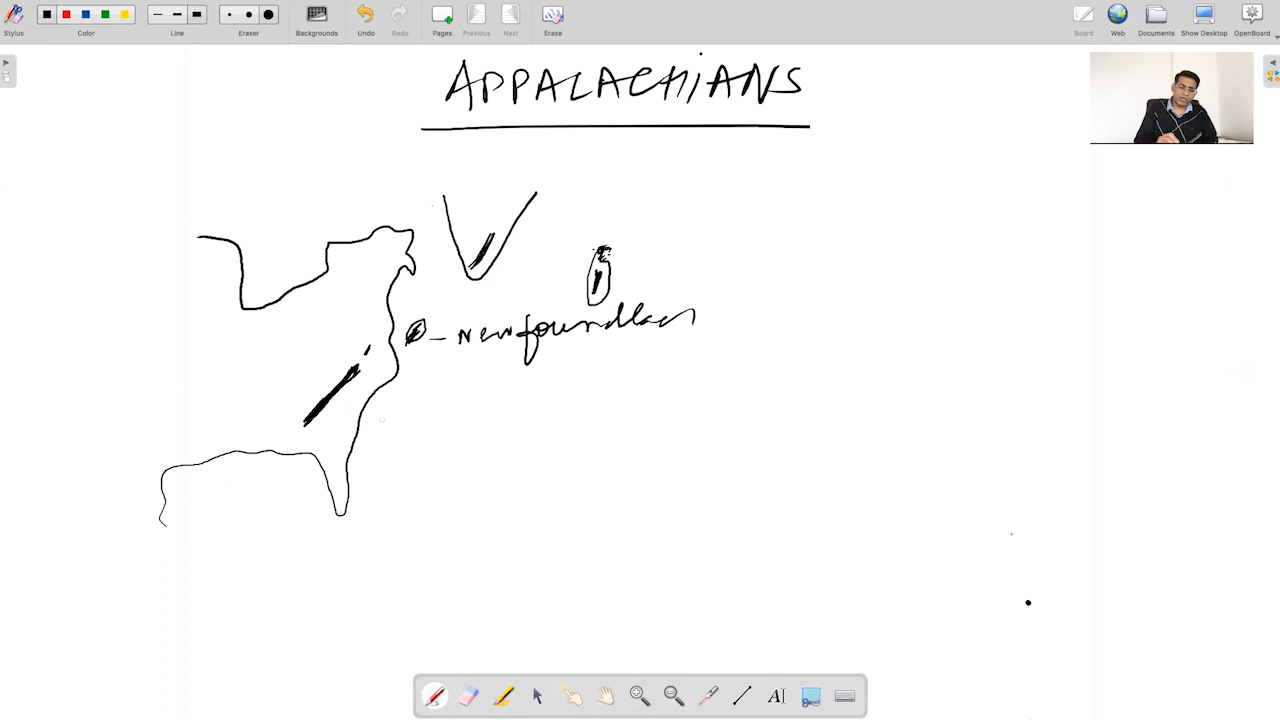 Stylus Color Line Eraser Backgrounds Undo Redo Pages Previous Next Erase Board Web Documents Show Desktop OpenBoard
APPALACHIANS
- Newfoundlan